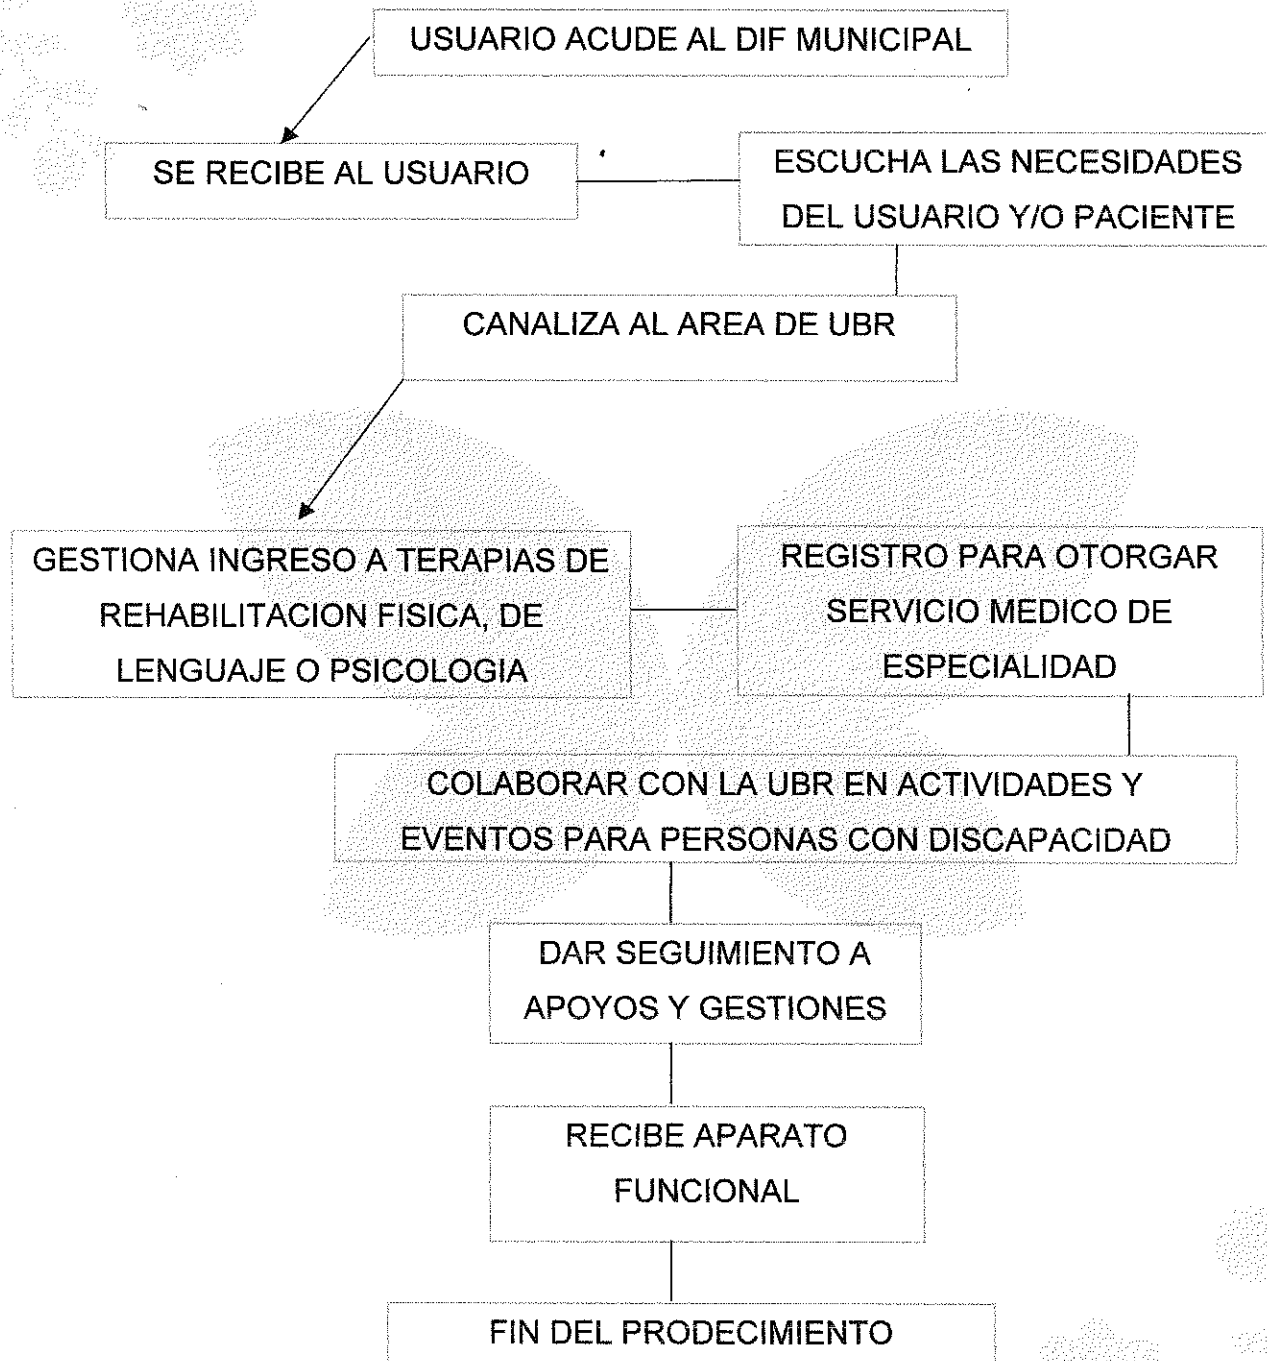 USUARIO ACUDE AL DIF MUNICIPAL
SE RECIBE AL USUARIO
ESCUCHA LAS NECESIDADES
DEL USUARIO Y/O PACIENTE
CANALIZA AL AREA DE UBR
GESTIONA INGRESO A TERAPIAS DE
REHABILITACION FISICA, DE
LENGUAJE O PSICOLOGIA
REGISTRO PARA OTORGAR
SERVICIO MEDICO DE
ESPECIALIDAD
COLABORAR CON LA UBR EN ACTIVIDADES Y
EVENTOS PARA PERSONAS CON DISCAPACIDAD
DAR SEGUIMIENTO A
APOYOS Y GESTIONES
RECIBE APARATO
FUNCIONAL
FIN DEL PRODECIMIENTO